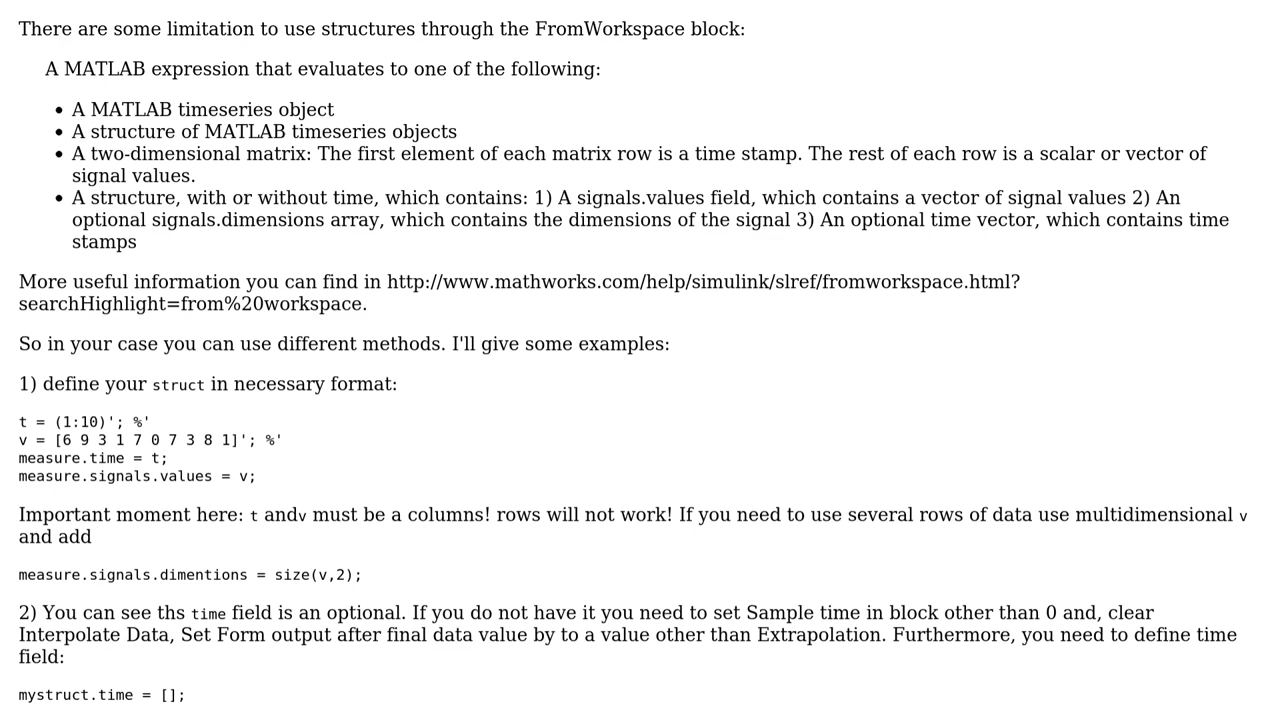 There are some limitation to use structures through the FromWorkspace block:
A MATLAB expression that evaluates to one of the following:
• A MATLAB timeseries object
• A structure of MATLAB timeseries objects
• A two-dimensional matrix: The first element of each matrix row is a time stamp. The rest of each row is a scalar or vector of
signal values.
• A structure, with or without time, which contains: 1) A signals.values field, which contains a vector of signal values 2) An
optional signals.dimensions array, which contains the dimensions of the signal 3) An optional time vector, which contains time
stamps
More useful information you can find in http://www.mathworks.com/help/simulink/slref/fromworkspace.html?
searchHighlight=from%20workspace.
So in your case you can use different methods. I'll give some examples:
1) define your struct in necessary format:
t = (1:10)'; %'
v = [6 9 3 1 7 0 7 3 8 1]'; %'
measure.time = t;
measure.signals.values = v;
Important moment here: t andv must be a columns! rows will not work! If you need to use several rows of data use multidimensional v
and add
measure.signals.dimentions = size(v,2);
2) You can see ths time field is an optional. If you do not have it you need to set Sample time in block other than 0 and, clear
Interpolate Data, Set Form output after final data value by to a value other than Extrapolation. Furthermore, you need to define time
field:
mystruct.time = [];